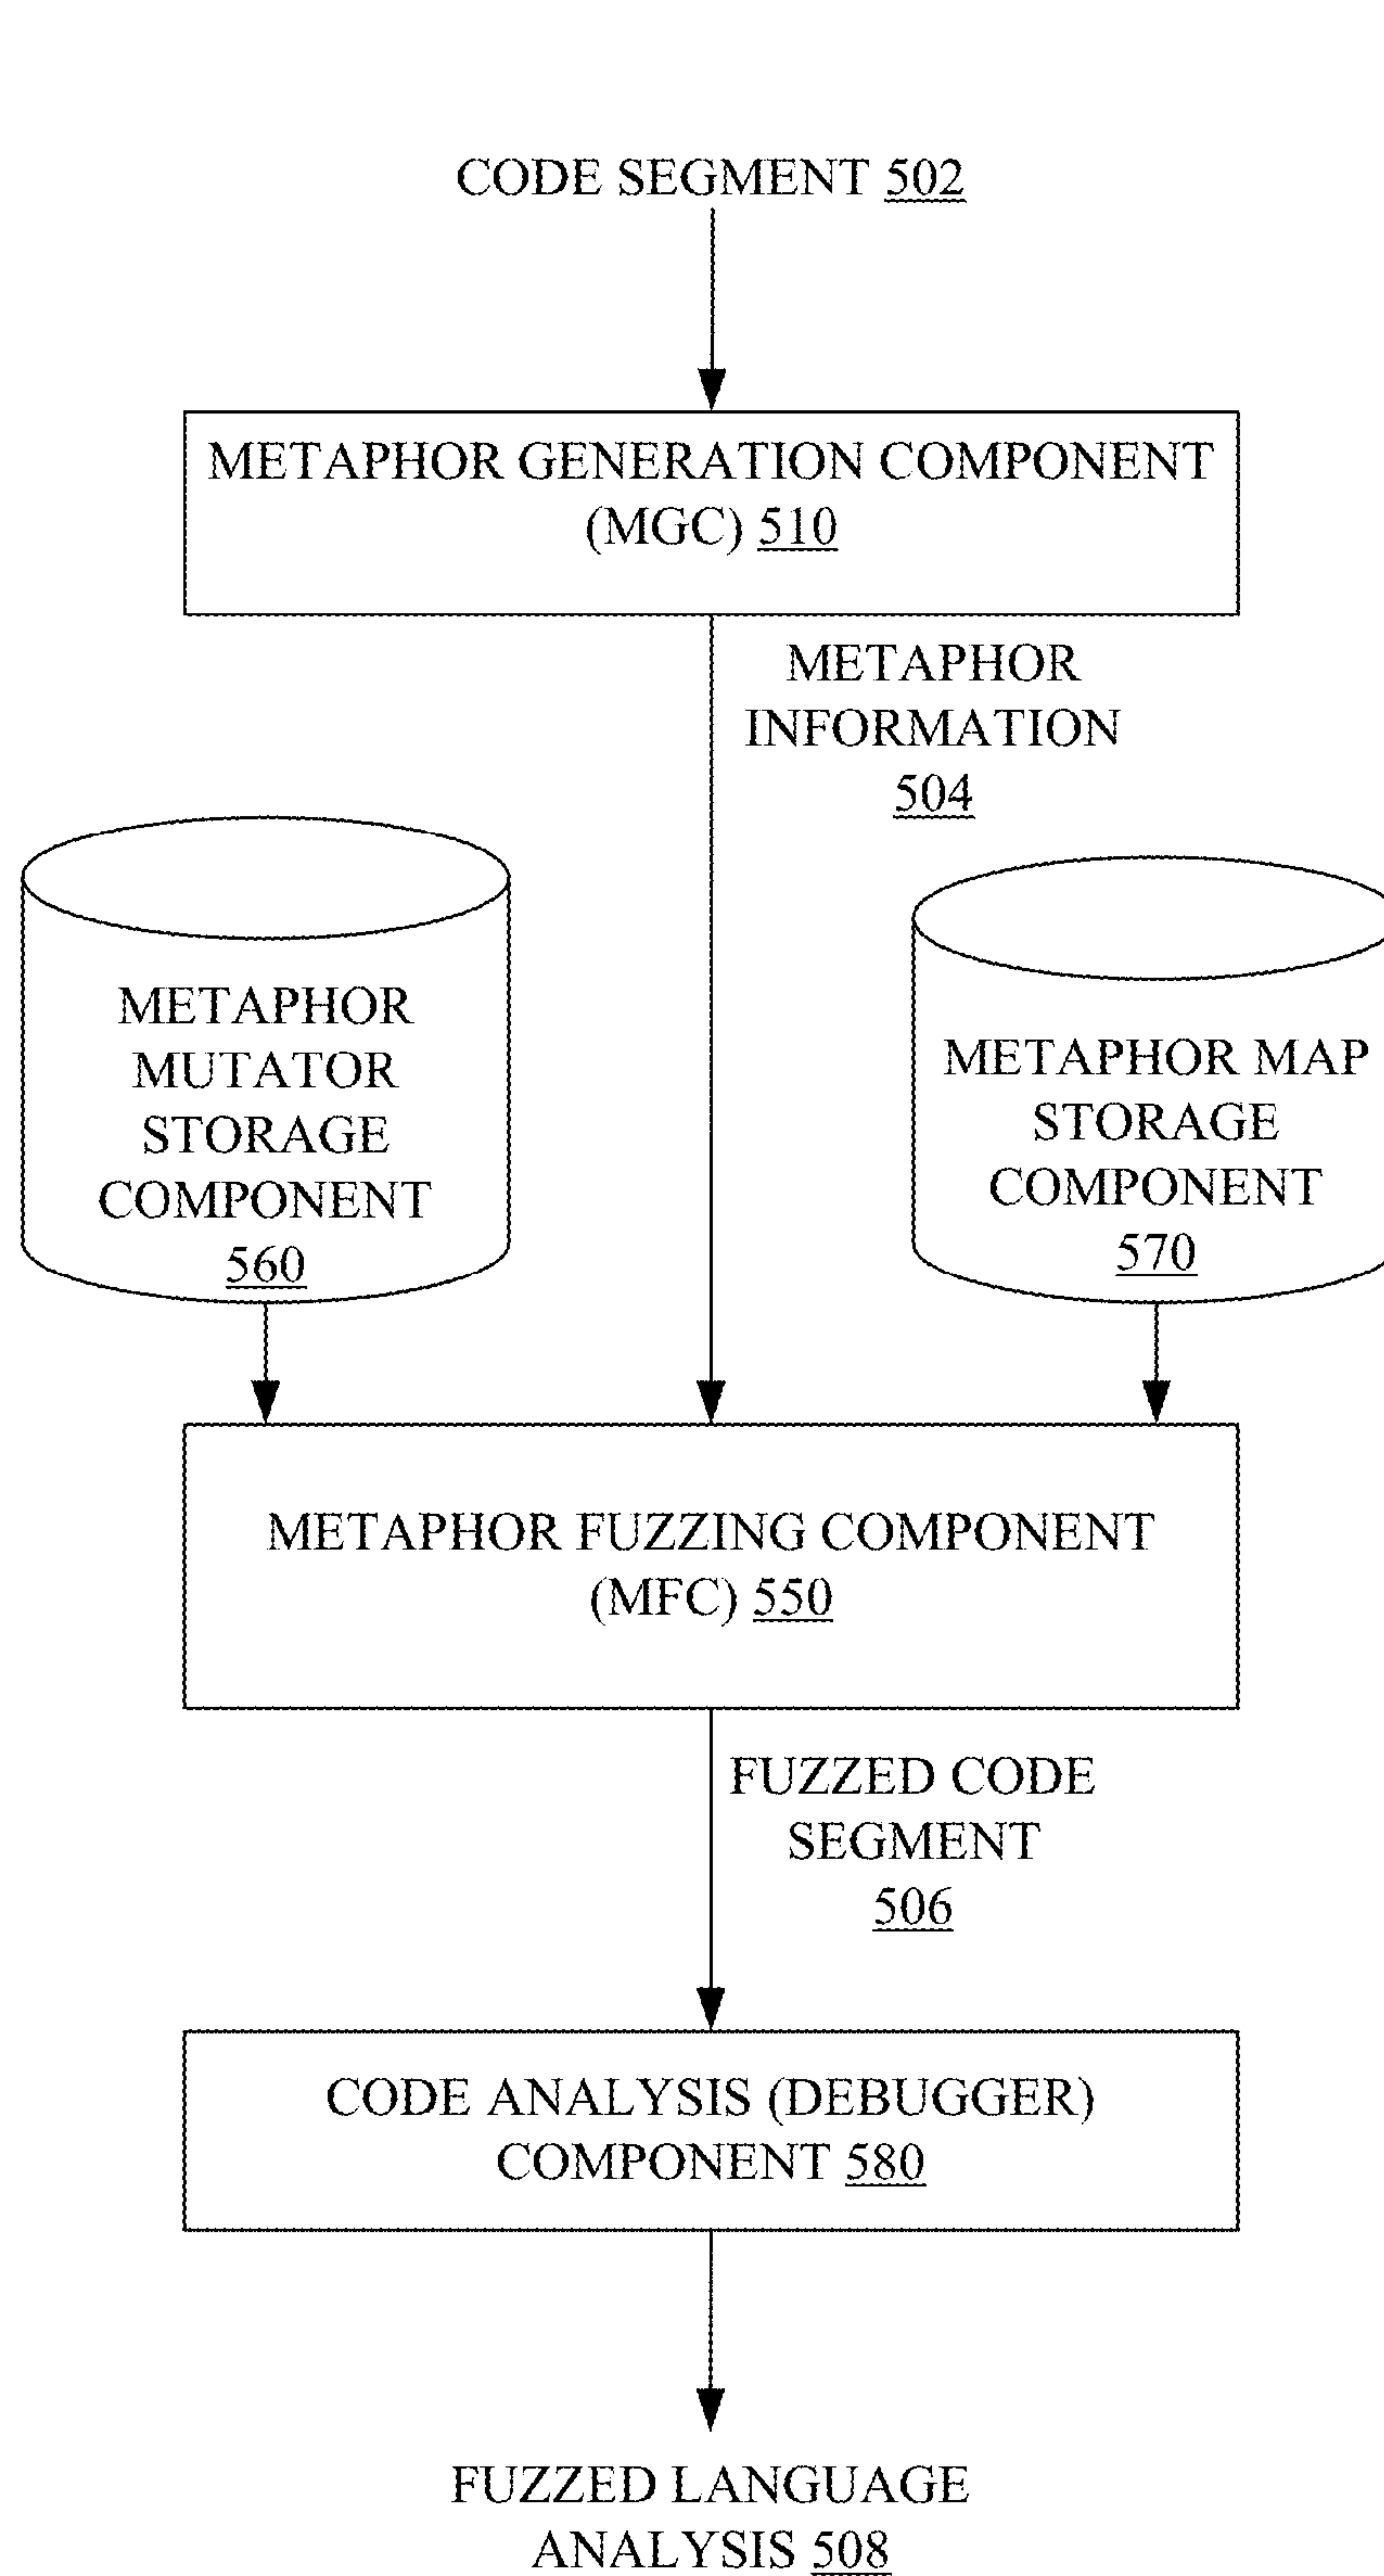 CODE SEGMENT 502
METAPHOR GENERATION COMPONENT
(MGC) 510
METAPHOR
INFORMATION
504
METAPHOR
MUTATOR
STORAGE
COMPONENT
560
METAPHOR MAP
STORAGE
COMPONENT
570
METAPHOR FUZZING COMPONENT
(MFC) 550
FUZZED CODE
SEGMENT
506
CODE ANALYSIS (DEBUGGER)
COMPONENT 580
FUZZED LANGUAGE
ANALYSIS 508